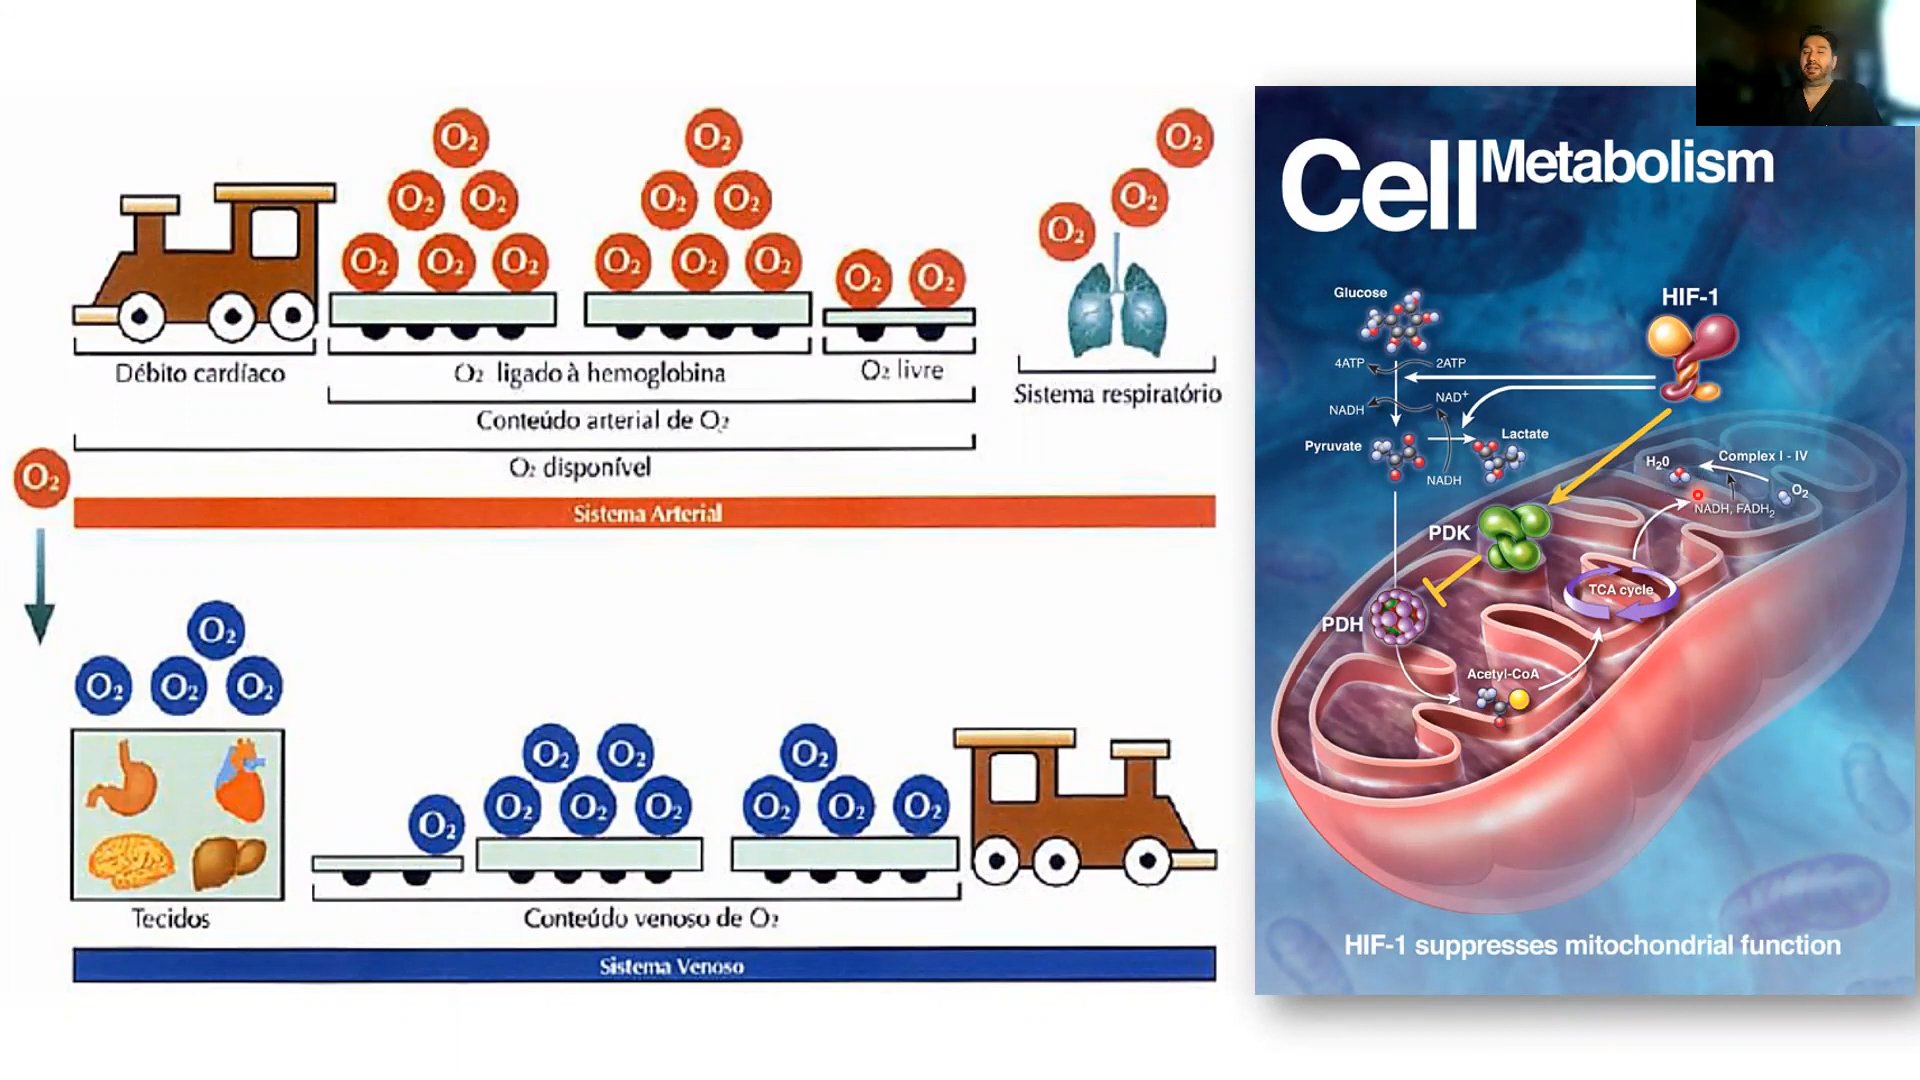 O₂
O₂
O₂
O₂ O₂
O₂ O₂
O₂
O₂
O₂ O₂ O₂
O₂ O₂ O₂
O₂ O₂
Débito cardíaco
O₂ ligado à hemoglobina
O₂ livre
Sistema respiratório
Conteúdo arterial de O₂
O₂ disponível
O₂
Sistema Arterial
O₂
O₂ O₂ O₂
O₂ O₂
O₂
O₂
O₂ O₂ O₂
O₂ O₂ O₂
Tecidos
Conteúdo venoso de O₂
Sistema Venoso
Cell Metabolism
Glucose
HIF-1
4ATP
2ATP
NAD⁺
NADH
Pyruvate
Lactate
NADH
H₂0
Complex I - IV
O₂
NADH, FADH₂
PDK
TCA cycle
PDH
Acetyl-CoA
HIF-1 suppresses mitochondrial function